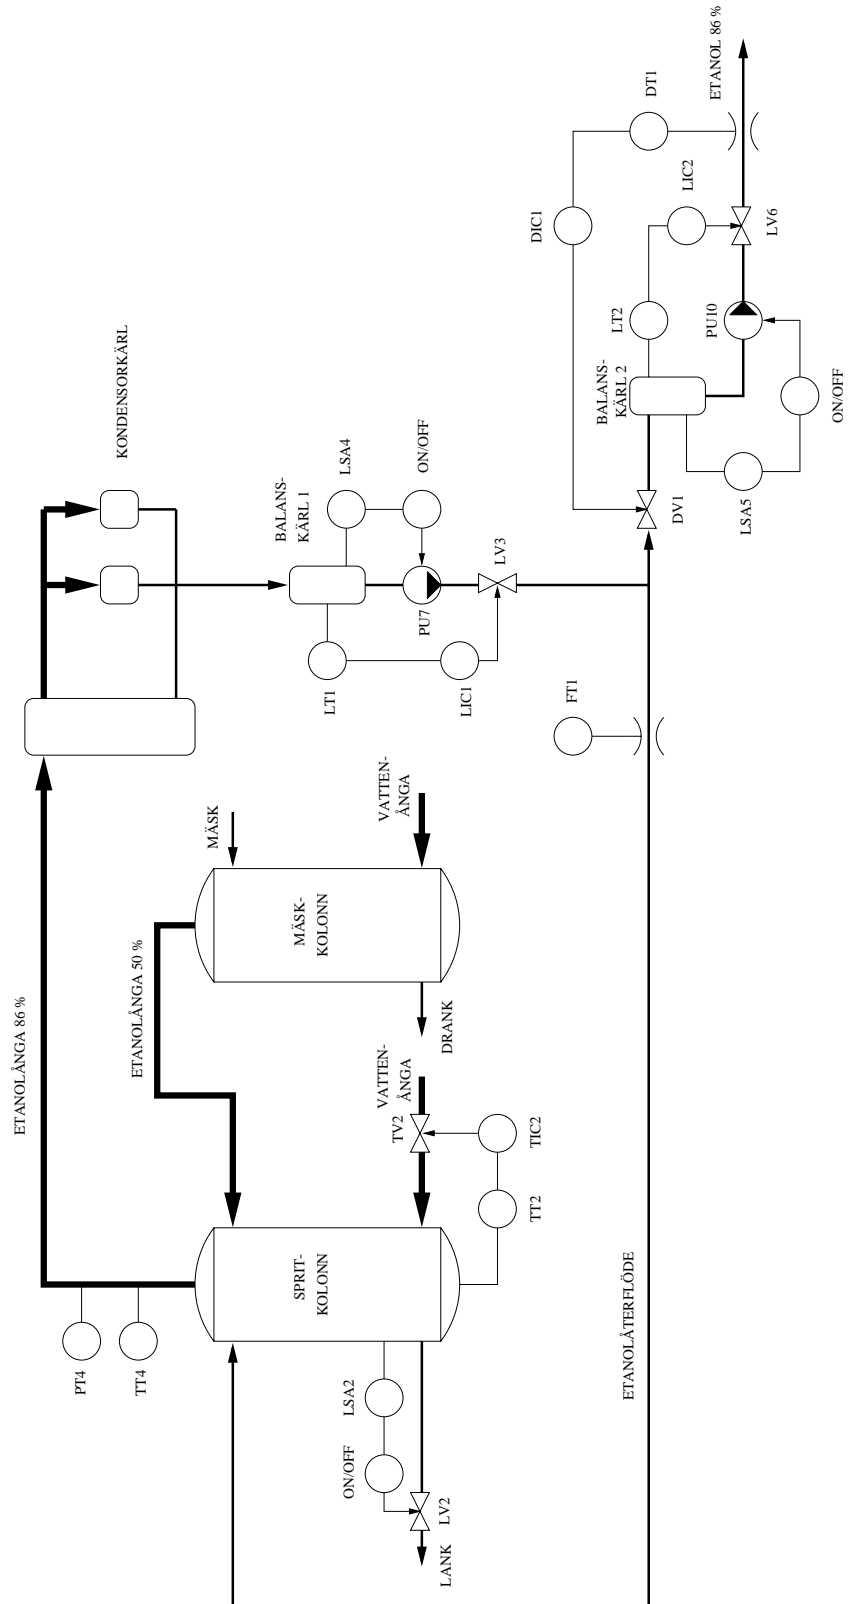 ETANOLÅNGA 86 %
ETANOLÅNGA 50 %
PT4
TT4
SPRIT-
KOLONN
LSA2
ON/OFF
LV2
LANK
VATTEN-
ÅNGA
TV2
TT2
TIC2
MÄSK
MÄSK-
KOLONN
DRANK
VATTEN-
ÅNGA
KONDENSORKÄRL
BALANS-
KÄRL 1
LSA4
ON/OFF
PU7
LV3
LT1
LIC1
FT1
ETANOLÅTERFLÖDE
DIC1
DT1
ETANOL 86 %
LIC2
LV6
LT2
PU10
BALANS-
KÄRL 2
DV1
LSA5
ON/OFF